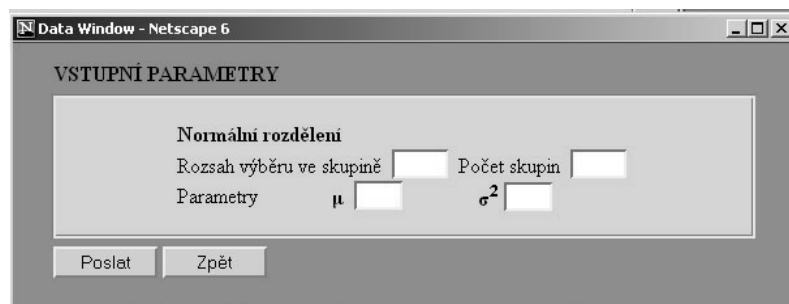 N Data Window - Netscape 6
VSTUPNÍ PARAMETRY
Normální rozdělení
Rozsah výběru ve skupině Počet skupin
Parametry μ σ²
Poslat Zpět